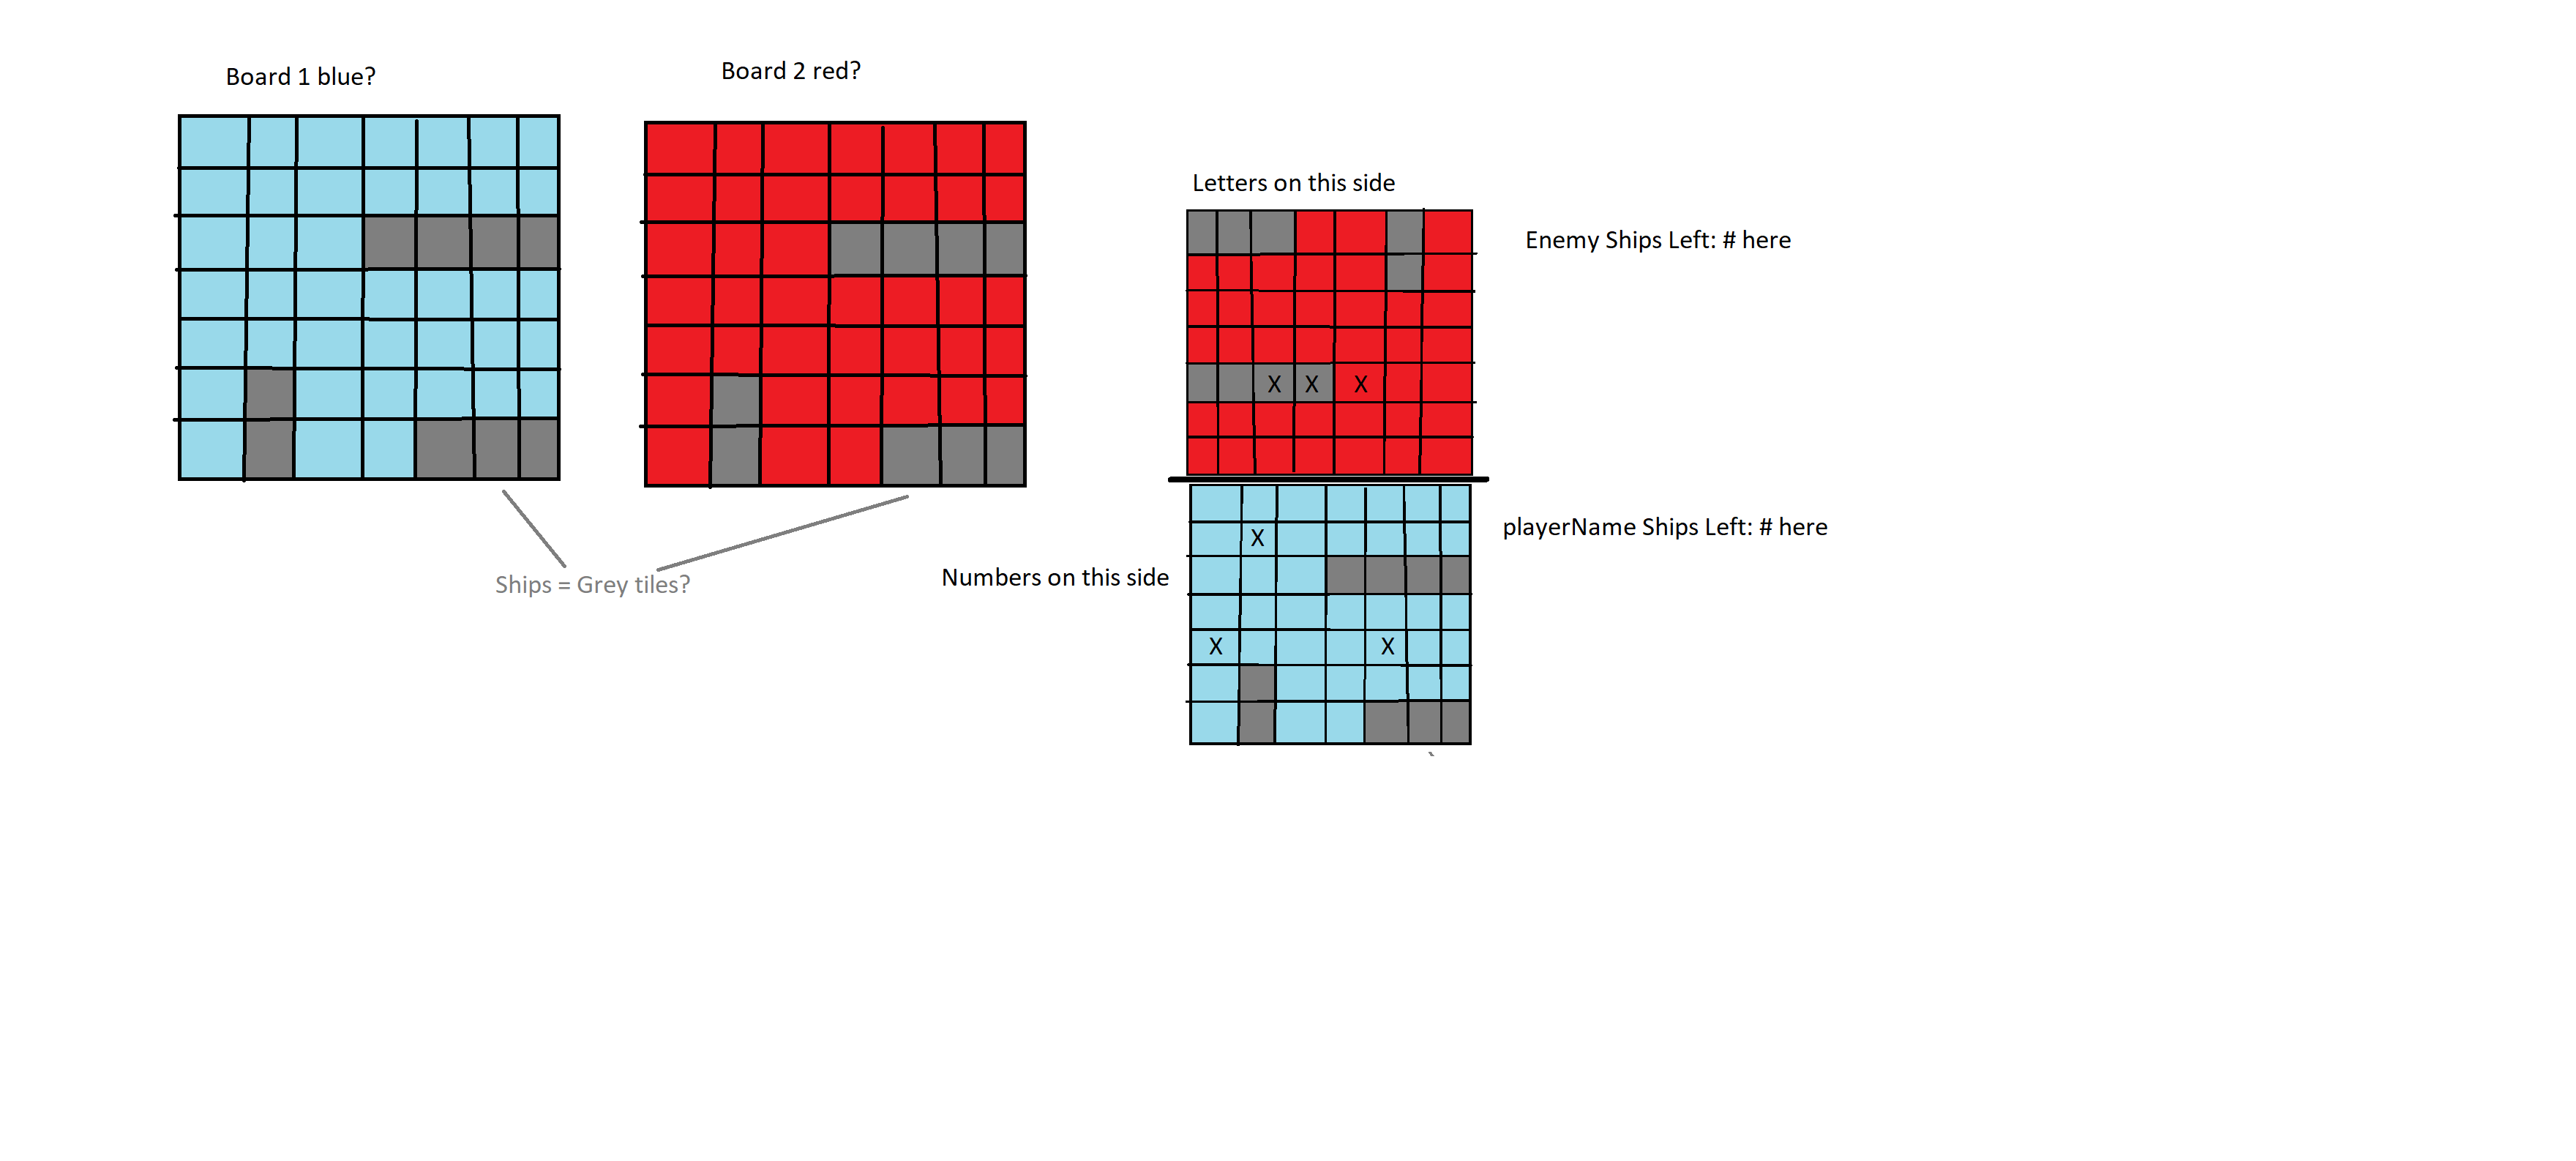 Board 1 blue?
Board 2 red?
Letters on this side
Enemy Ships Left: # here
X X X
X
playerName Ships Left: # here
Numbers on this side
Ships = Grey tiles?
X X